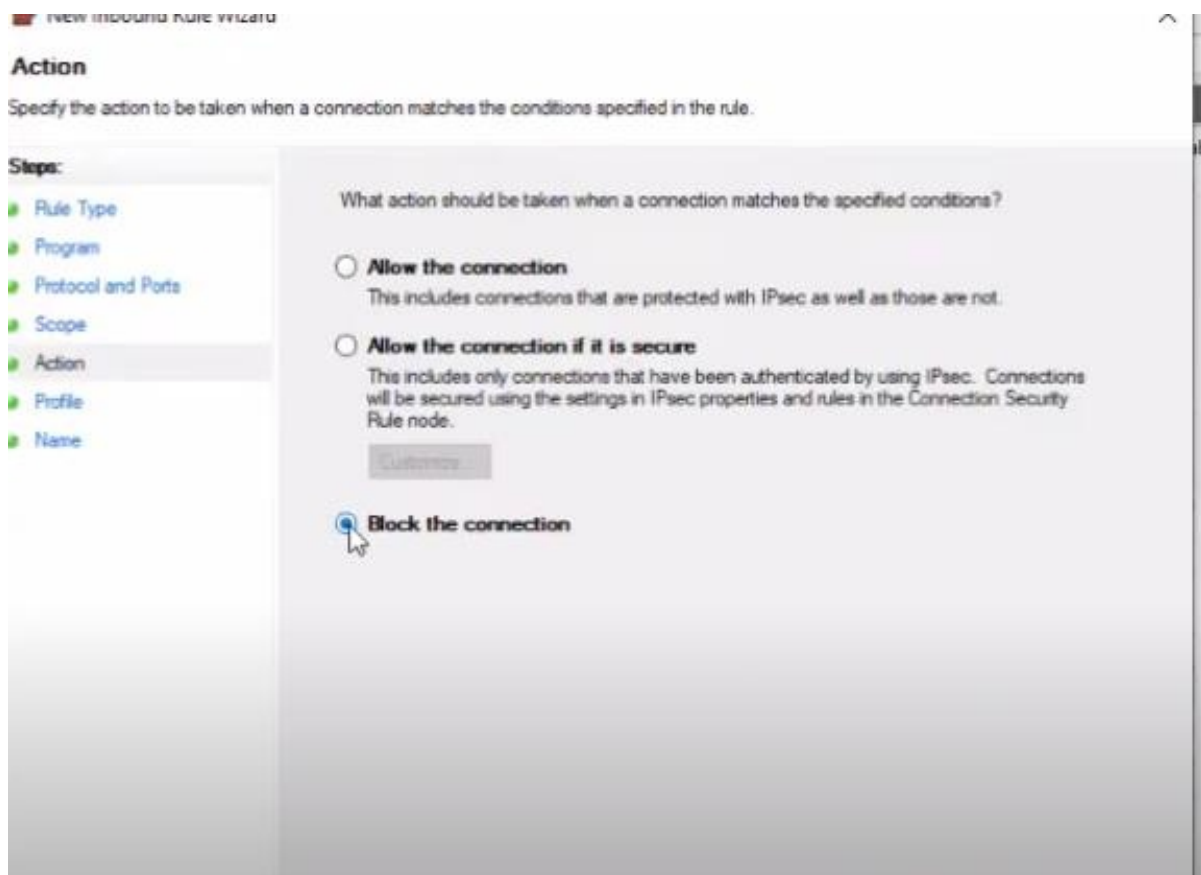 New Inbound Rule Wizard
Action
Specify the action to be taken when a connection matches the conditions specified in the rule.
Steps:
Rule Type
Program
Protocol and Ports
Scope
Action
Profile
Name
What action should be taken when a connection matches the specified conditions?
Allow the connection
This includes connections that are protected with IPsec as well as those are not.
Allow the connection if it is secure
This includes only connections that have been authenticated by using IPsec. Connections
will be secured using the settings in IPsec properties and rules in the Connection Security
Rule node.
Customize...
Block the connection